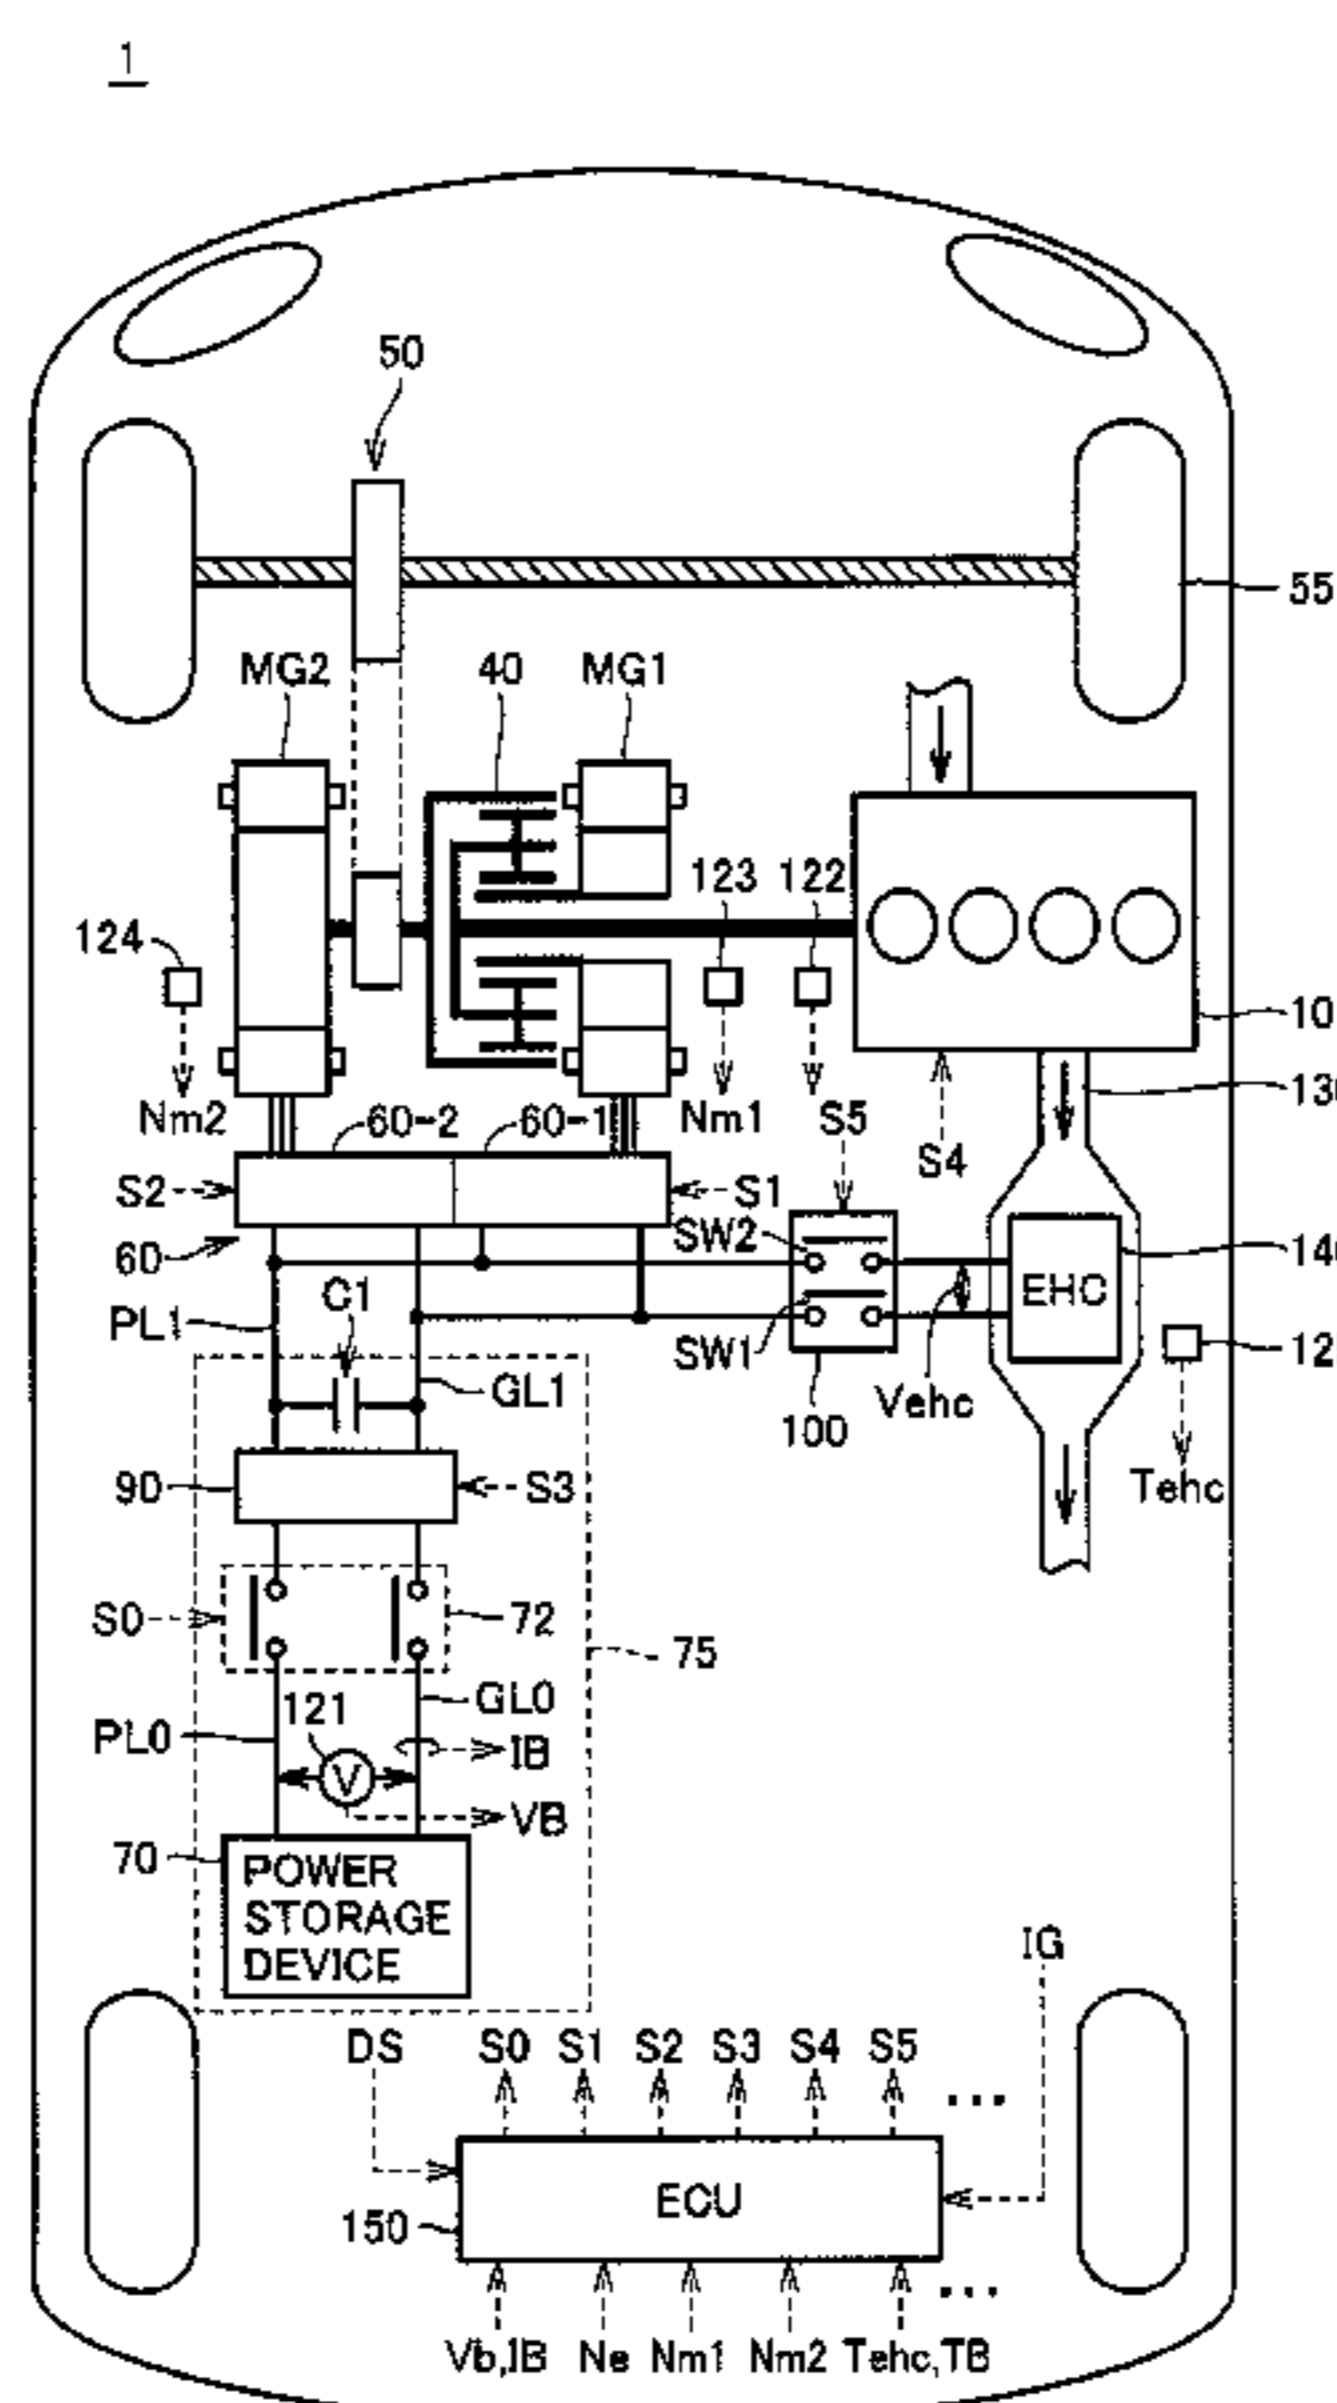 1
50
55
MG2
40
MG1
123
122
124
10
Nm2
60-2
60-1
Nm1
S5
S4
S2
S1
SW2
60
C1
EHC
PL1
SW1
GL1
Vehc
100
90
S3
Tehc
S0
72
75
GL0
121
PL0
IB
V
VB
70
POWER
STORAGE
DEVICE
IG
DS
S0 S1 S2 S3 S4 S5 ...
ECU
150
...
Vb,IB Ne Nm1 Nm2 Tehc,TB